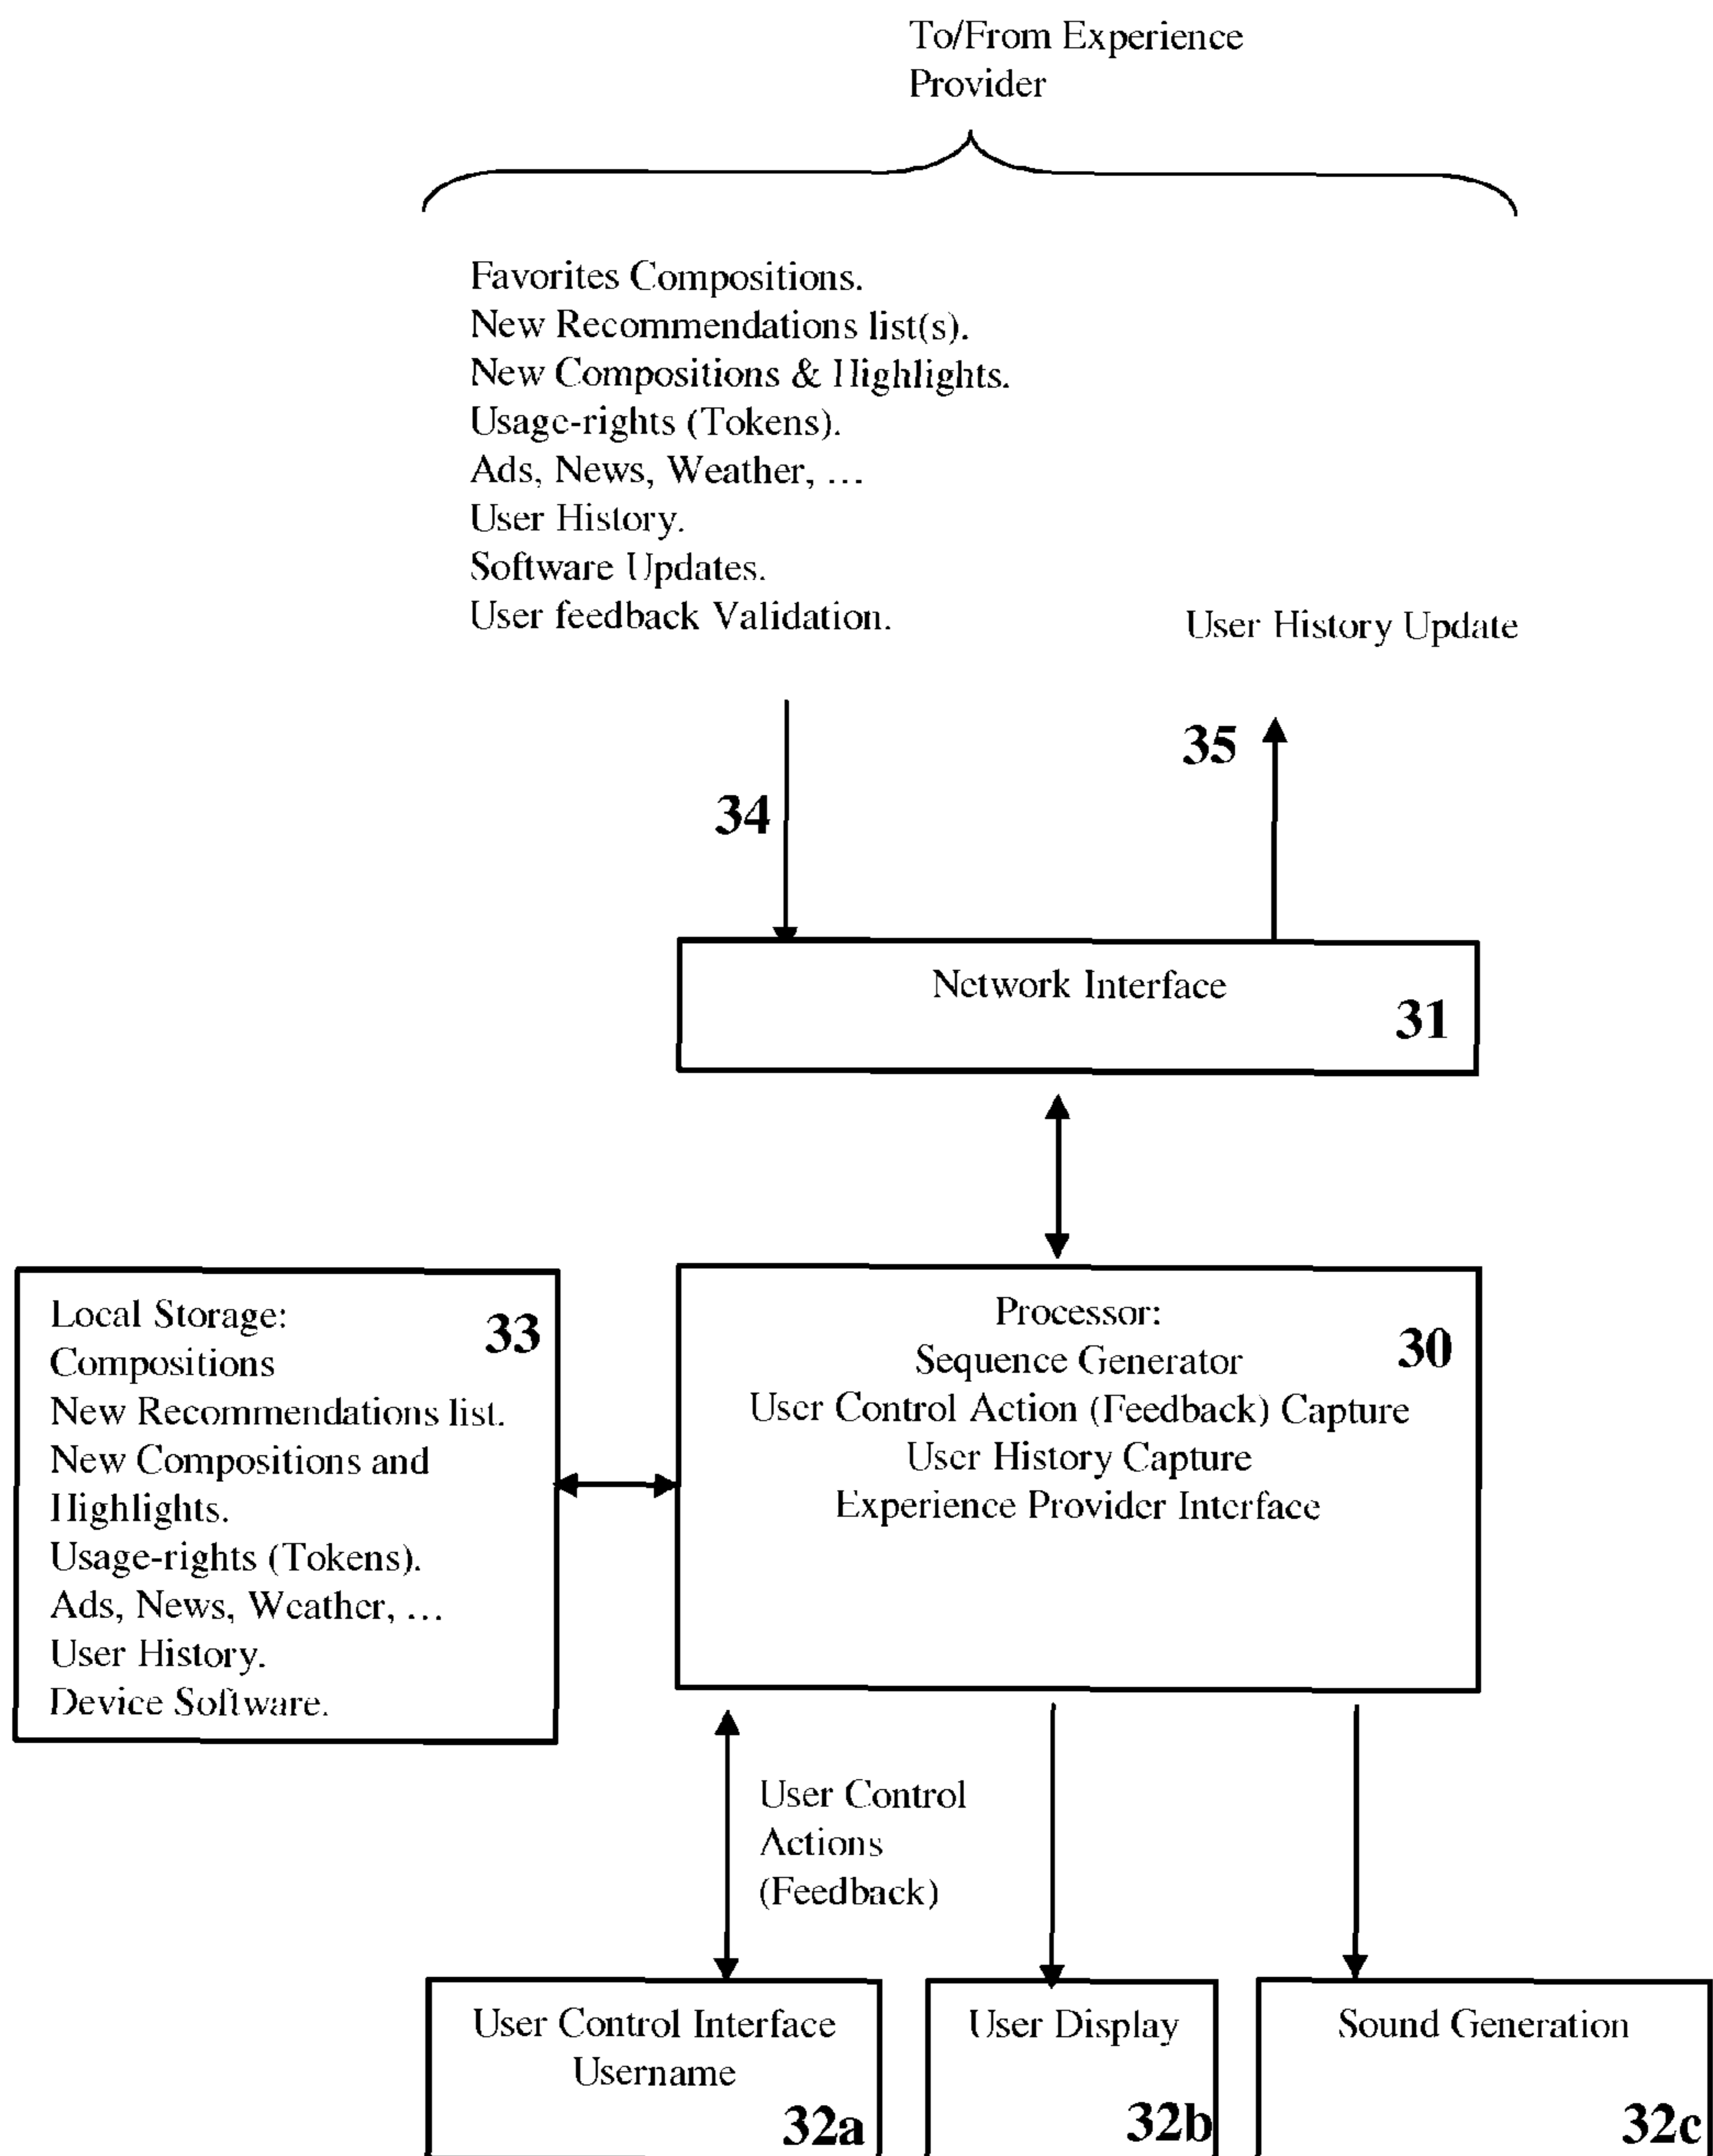 To/From Experience
Provider
Favorites Compositions.
New Recommendations list(s).
New Compositions & Highlights.
Usage-rights (Tokens).
Ads, News, Weather, ...
User History.
Software Updates.
User feedback Validation.
User History Update
35
34
Network Interface
31
Local Storage:
33
Compositions
New Recommendations list.
New Compositions and
Highlights.
Usage-rights (Tokens).
Ads, News, Weather, ...
User History.
Device Software.
Processor:
30
Sequence Generator
User Control Action (Feedback) Capture
User History Capture
Experience Provider Interface
User Control
Actions
(Feedback)
User Control Interface
Username
32a
User Display
32b
Sound Generation
32c